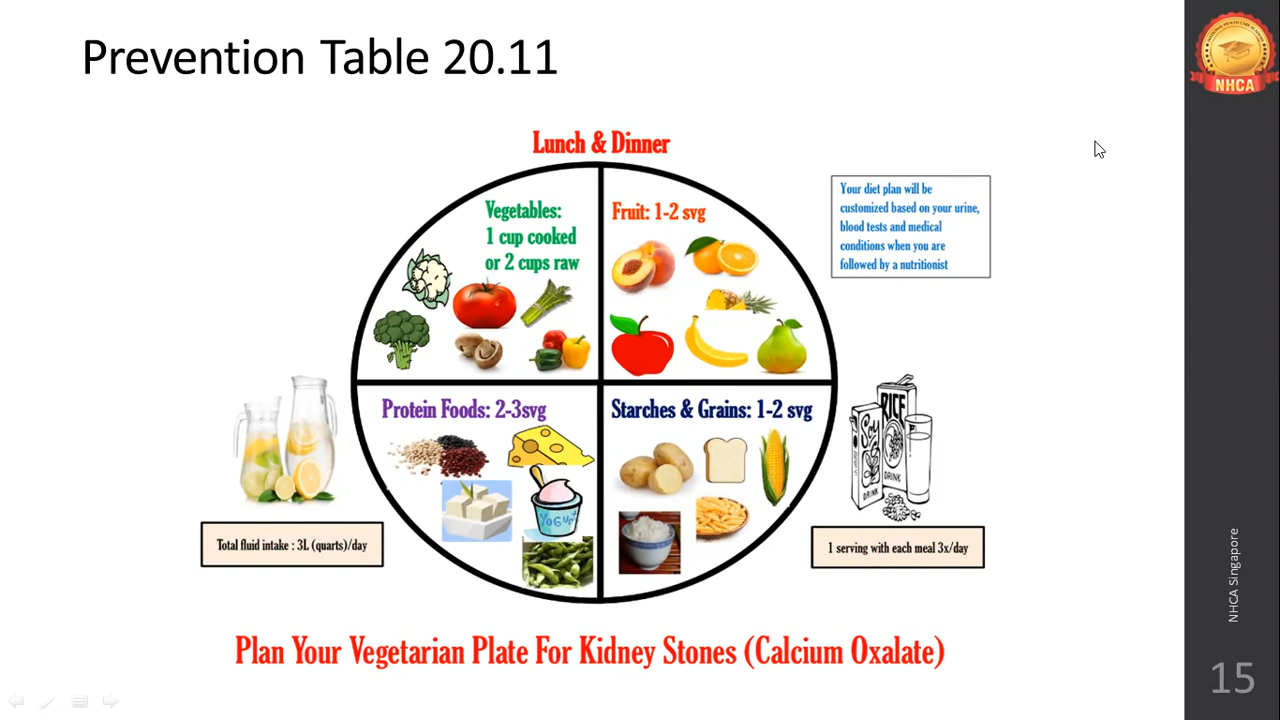 Prevention Table 20.11
NHCA
Lunch & Dinner
Vegetables:
1 cup cooked
or 2 cups raw
Fruit: 1-2 svg
Your diet plan will be
customized based on your urine,
blood tests and medical
conditions when you are
followed by a nutritionist
Protein Foods: 2-3svg
Starches & Grains: 1-2 svg
YOGURT
Soy
DRINK
RICE
DRINK
Total fluid intake : 3L (quarts)/day
1 serving with each meal 3x/day
Plan Your Vegetarian Plate For Kidney Stones (Calcium Oxalate)
NHCA Singapore
15